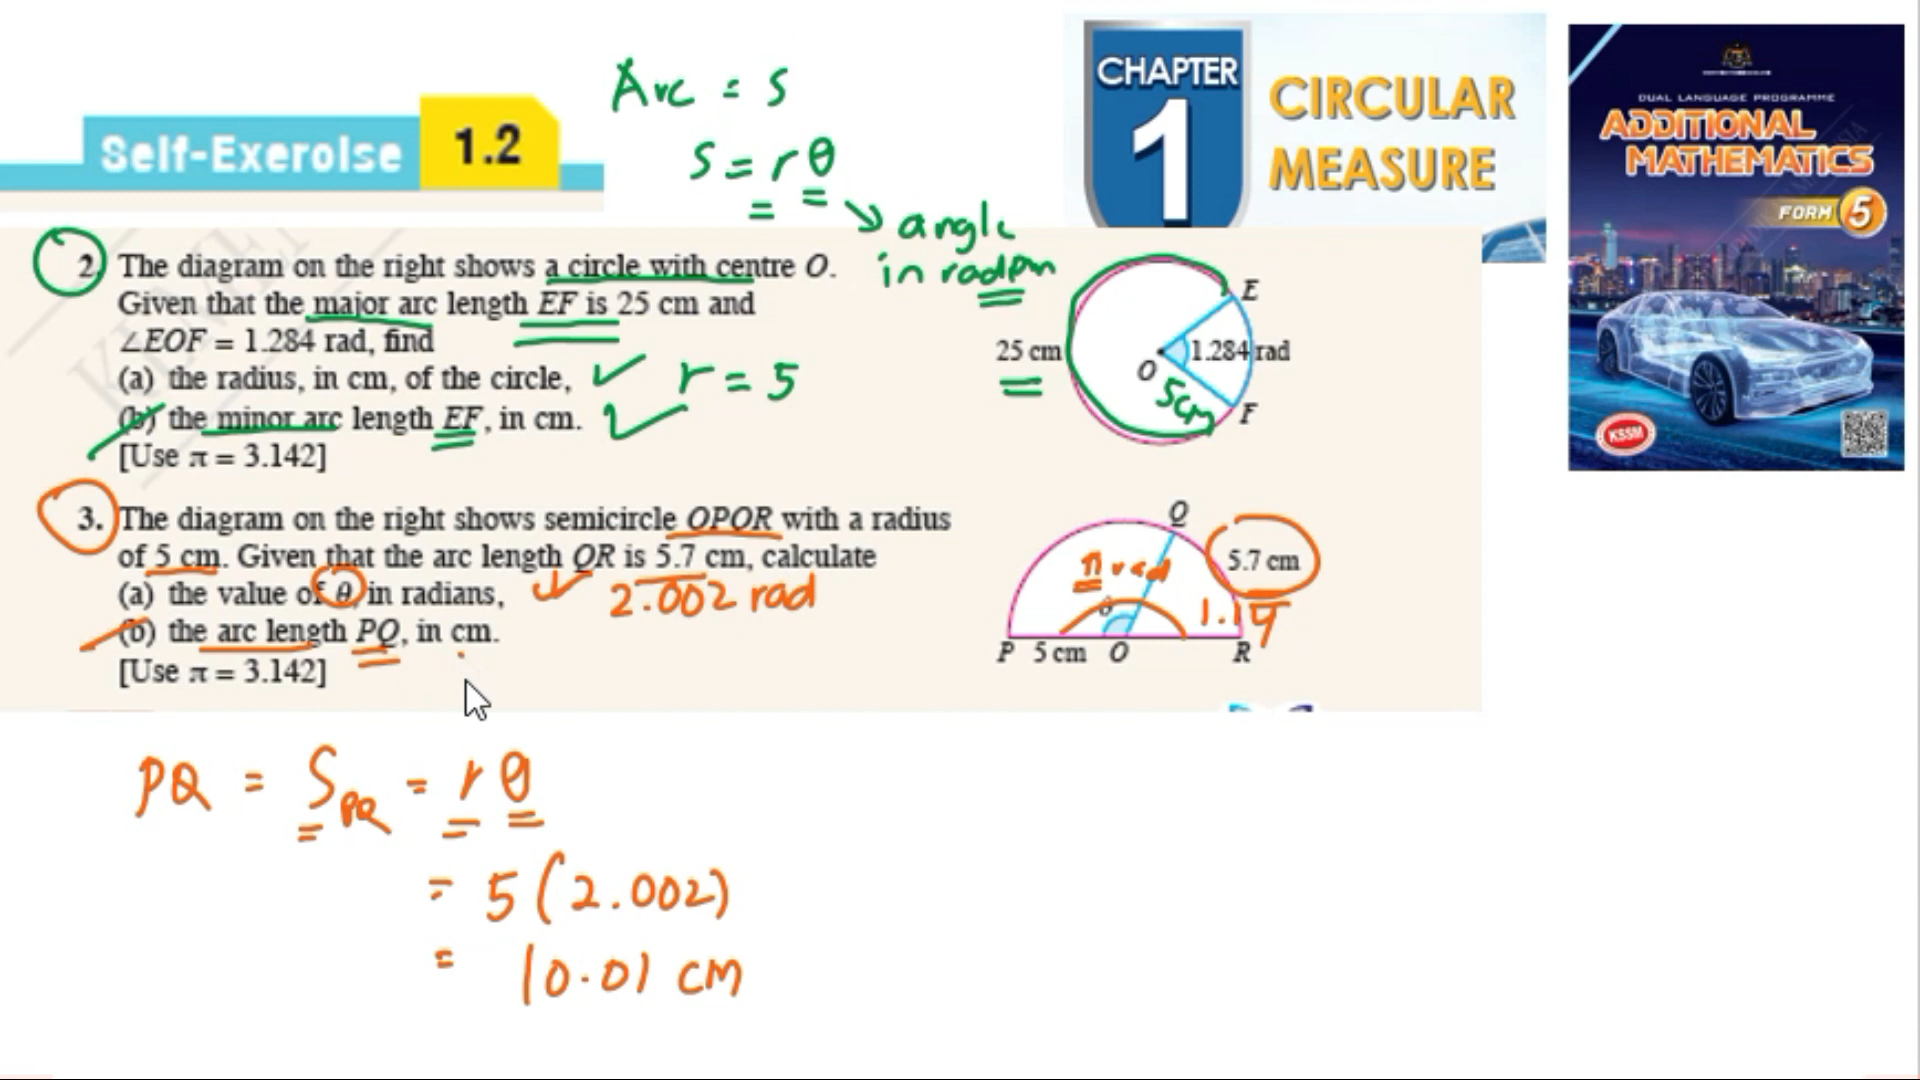 Arc = s
s = rθ
angle
in radian
Self-Exercise 1.2
CHAPTER
1
CIRCULAR
MEASURE
DUAL LANGUAGE PROGRAMME
ADDITIONAL
MATHEMATICS
FORM 5
KSSM
2. The diagram on the right shows a circle with centre O.
Given that the major arc length EF is 25 cm and
∠EOF = 1.284 rad, find
(a) the radius, in cm, of the circle,
r = 5
(b) the minor arc length EF, in cm.
[Use π = 3.142]
E
25 cm
1.284 rad
O
5cm
F
3. The diagram on the right shows semicircle OPQR with a radius
of 5 cm. Given that the arc length QR is 5.7 cm, calculate
(a) the value of θ, in radians,
2.002 rad
(b) the arc length PQ, in cm.
[Use π = 3.142]
Q
5.7 cm
π rad
θ
1.14
P 5 cm O R
PQ = S PQ = r θ
= 5 (2.002)
= 10.01 cm